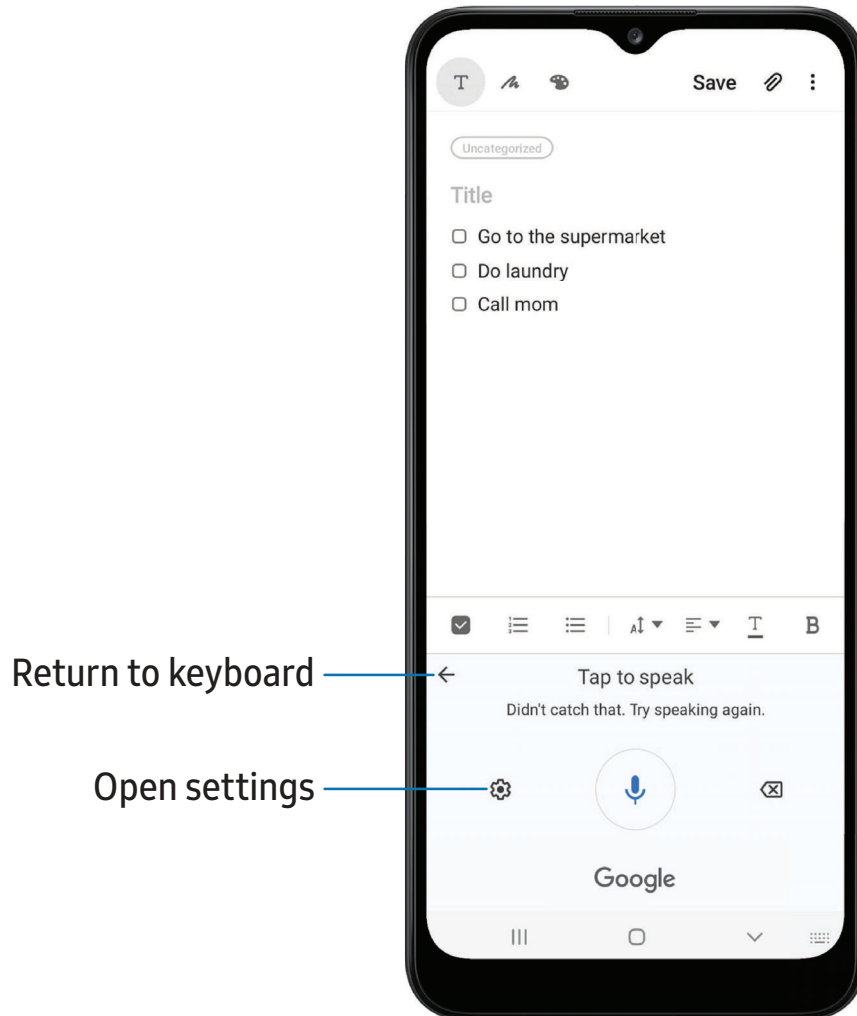 T
Save
Uncategorized
Title
Go to the supermarket
Do laundry
Call mom
A T B
Return to keyboard
Tap to speak
Didn't catch that. Try speaking again.
Open settings
Google